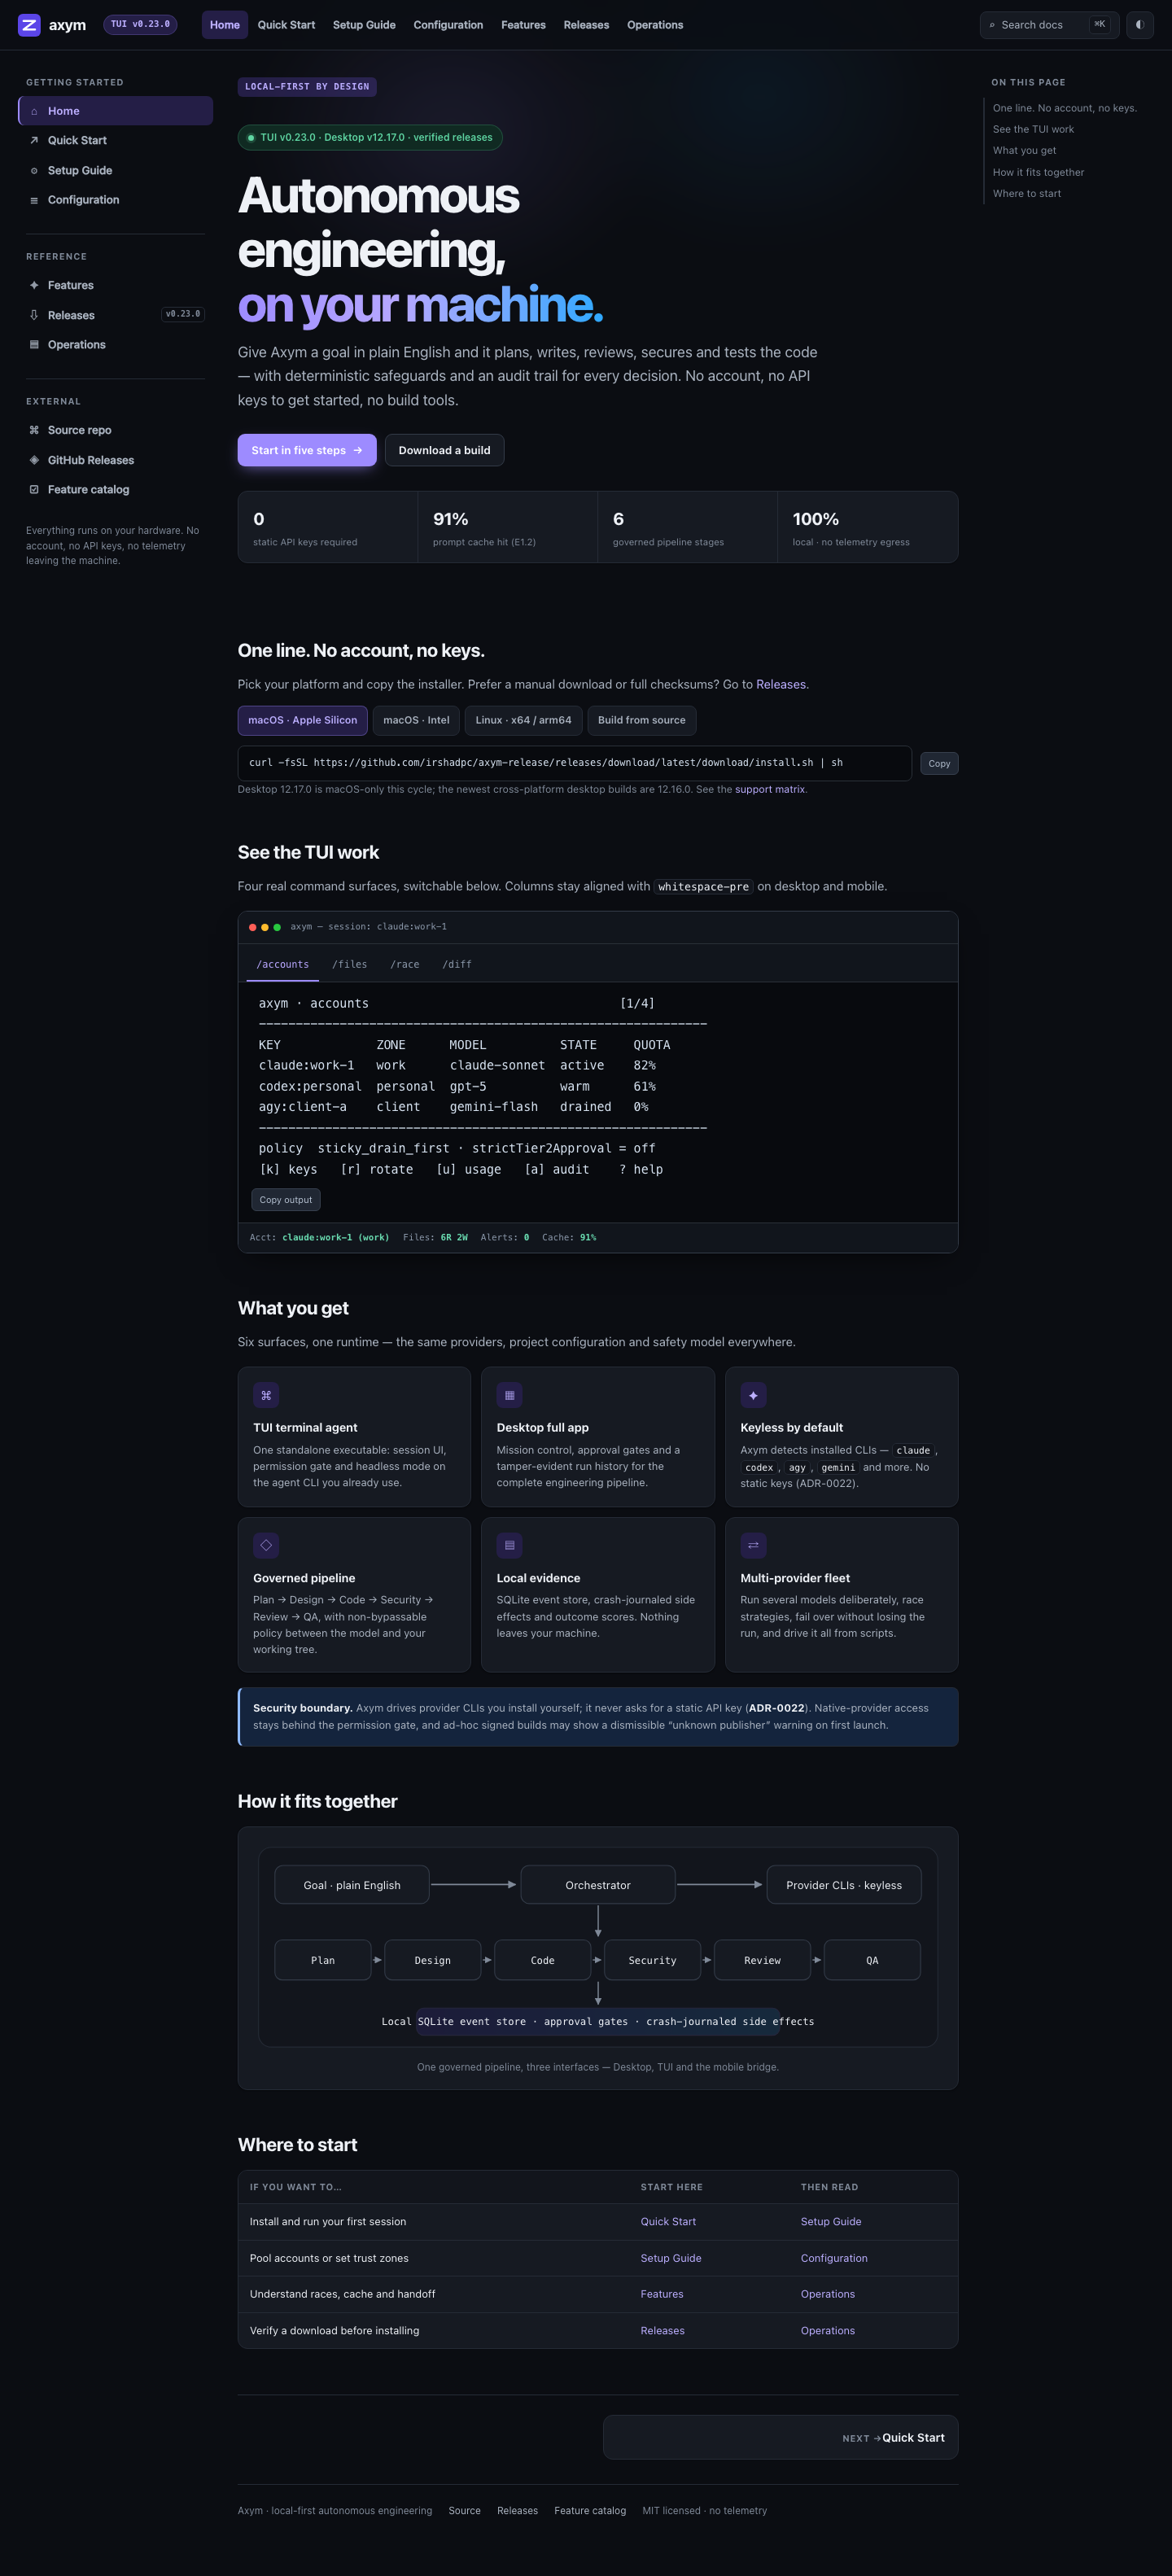 axym
TUI v0.23.0
Home
Quick Start
Setup Guide
Configuration
Features
Releases
Operations
Search docs
⌘K
GETTING STARTED
Home
Quick Start
Setup Guide
Configuration
REFERENCE
Features
Releases v0.23.0
Operations
EXTERNAL
Source repo
GitHub Releases
Feature catalog
Everything runs on your hardware. No
account, no API keys, no telemetry
leaving the machine.
LOCAL-FIRST BY DESIGN
TUI v0.23.0 · Desktop v12.17.0 · verified releases
Autonomous
engineering,
on your machine.
Give Axym a goal in plain English and it plans, writes, reviews, secures and tests the code
— with deterministic safeguards and an audit trail for every decision. No account, no API
keys to get started, no build tools.
Start in five steps →
Download a build
0
static API keys required
91%
prompt cache hit (E1.2)
6
governed pipeline stages
100%
local · no telemetry egress
ON THIS PAGE
One line. No account, no keys.
See the TUI work
What you get
How it fits together
Where to start
One line. No account, no keys.
Pick your platform and copy the installer. Prefer a manual download or full checksums? Go to Releases.
macOS · Apple Silicon
macOS · Intel
Linux · x64 / arm64
Build from source
curl -fsSL https://github.com/irshadpc/axym-release/releases/download/latest/download/install.sh | sh
Copy
Desktop 12.17.0 is macOS-only this cycle; the newest cross-platform desktop builds are 12.16.0. See the support matrix.
See the TUI work
Four real command surfaces, switchable below. Columns stay aligned with whitespace-pre on desktop and mobile.
axym — session: claude:work-1
/accounts /files /race /diff
axym · accounts [1/4]
KEY ZONE MODEL STATE QUOTA
claude:work-1 work claude-sonnet active 82%
codex:personal personal gpt-5 warm 61%
agy:client-a client gemini-flash drained 0%
policy sticky_drain_first · strictTier2Approval = off
[k] keys [r] rotate [u] usage [a] audit ? help
Copy output
Acct: claude:work-1 (work) Files: 6R 2W Alerts: 0 Cache: 91%
What you get
Six surfaces, one runtime — the same providers, project configuration and safety model everywhere.
TUI terminal agent
One standalone executable: session UI,
permission gate and headless mode on
the agent CLI you already use.
Desktop full app
Mission control, approval gates and a
tamper-evident run history for the
complete engineering pipeline.
Keyless by default
Axym detects installed CLIs — claude,
codex, agy, gemini and more. No
static keys (ADR-0022).
Governed pipeline
Plan → Design → Code → Security →
Review → QA, with non-bypassable
policy between the model and your
working tree.
Local evidence
SQLite event store, crash-journaled side
effects and outcome scores. Nothing
leaves your machine.
Multi-provider fleet
Run several models deliberately, race
strategies, fail over without losing the
run, and drive it all from scripts.
Security boundary. Axym drives provider CLIs you install yourself; it never asks for a static API key (ADR-0022). Native-provider access
stays behind the permission gate, and ad-hoc signed builds may show a dismissible “unknown publisher” warning on first launch.
How it fits together
Goal · plain English
Orchestrator
Provider CLIs · keyless
Plan
Design
Code
Security
Review
QA
Local SQLite event store · approval gates · crash-journaled side effects
One governed pipeline, three interfaces — Desktop, TUI and the mobile bridge.
Where to start
IF YOU WANT TO… START HERE THEN READ
Install and run your first session Quick Start Setup Guide
Pool accounts or set trust zones Setup Guide Configuration
Understand races, cache and handoff Features Operations
Verify a download before installing Releases Operations
NEXT →Quick Start
Axym · local-first autonomous engineering Source Releases Feature catalog MIT licensed · no telemetry